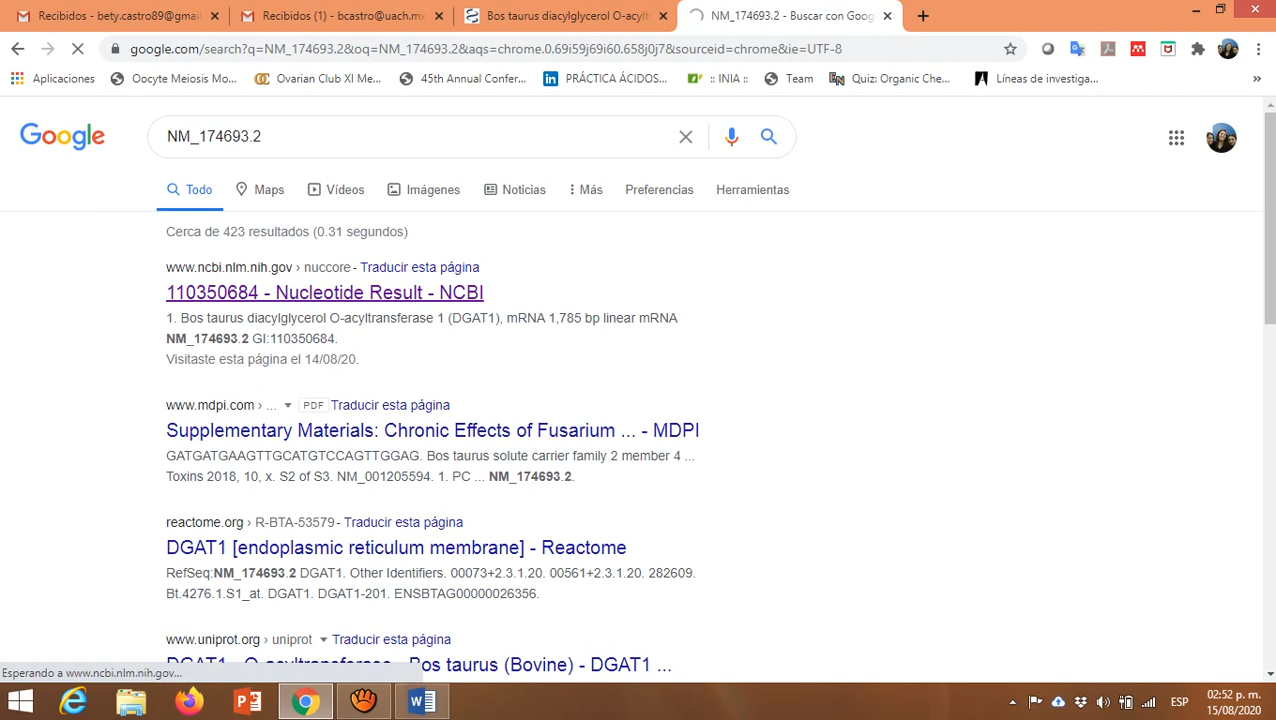 Recibidos - bety.castro89@gmail
Recibidos (1) - bcastro@uach.mx
Bos taurus diacylglycerol O-acylt
NM_174693.2 - Buscar con Goog
google.com/search?q=NM_174693.2&oq=NM_174693.2&aqs=chrome.0.69i59j69i60.658j0j7&sourceid=chrome&ie=UTF-8
Aplicaciones
Oocyte Meiosis Mo...
Ovarian Club XI Me...
45th Annual Confer...
PRÁCTICA ÁCIDOS...
:: INIA ::
Team
Quiz: Organic Che...
Líneas de investiga...
»
Google
NM_174693.2
Todo
Maps
Vídeos
Imágenes
Noticias
Más
Preferencias
Herramientas
Cerca de 423 resultados (0.31 segundos)
www.ncbi.nlm.nih.gov › nuccore - Traducir esta página
110350684 - Nucleotide Result - NCBI
1. Bos taurus diacylglycerol O-acyltransferase 1 (DGAT1), mRNA 1,785 bp linear mRNA
NM_174693.2 GI:110350684.
Visitaste esta página el 14/08/20.
www.mdpi.com › ... PDF Traducir esta página
Supplementary Materials: Chronic Effects of Fusarium ... - MDPI
GATGATGAAGTTGCATGTCCAGTTGGAG. Bos taurus solute carrier family 2 member 4 ...
Toxins 2018, 10, x. S2 of S3. NM_001205594. 1. PC ... NM_174693.2.
reactome.org › R-BTA-53579 - Traducir esta página
DGAT1 [endoplasmic reticulum membrane] - Reactome
RefSeq:NM_174693.2 DGAT1. Other Identifiers. 00073+2.3.1.20. 00561+2.3.1.20. 282609.
Bt.4276.1.S1_at. DGAT1. DGAT1-201. ENSBTAG00000026356.
www.uniprot.org › uniprot Traducir esta página
DGAT1 - O-acyltransferase - Bos taurus (Bovine) - DGAT1 ...
Esperando a www.ncbi.nlm.nih.gov...
ESP
02:52 p. m.
15/08/2020